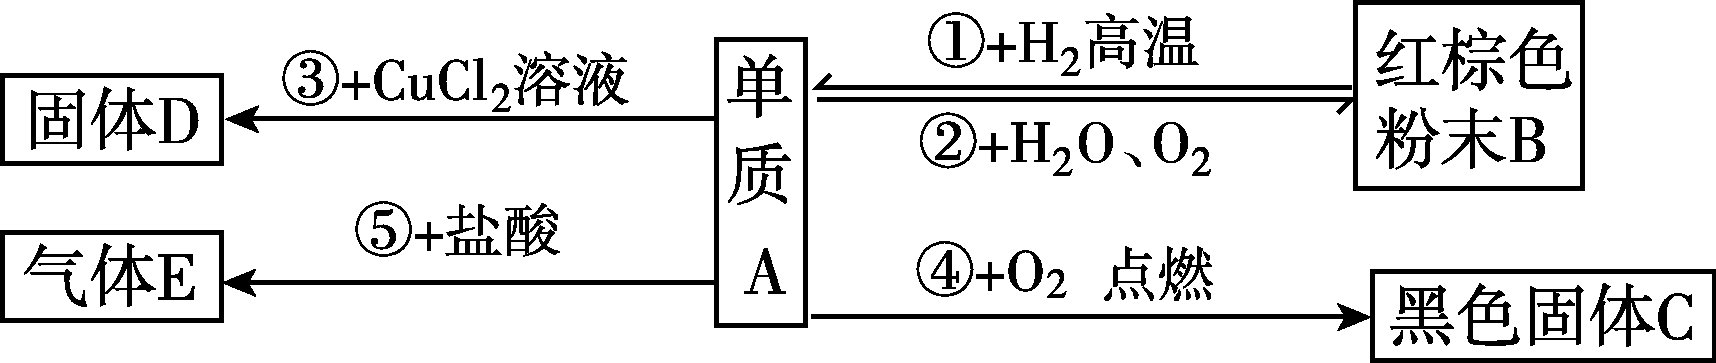 ①+H₂高温
红棕色
粉末B
②+H₂O、O₂
单质A
③+CuCl₂溶液
固体D
⑤+盐酸
气体E
④+O₂ 点燃
黑色固体C